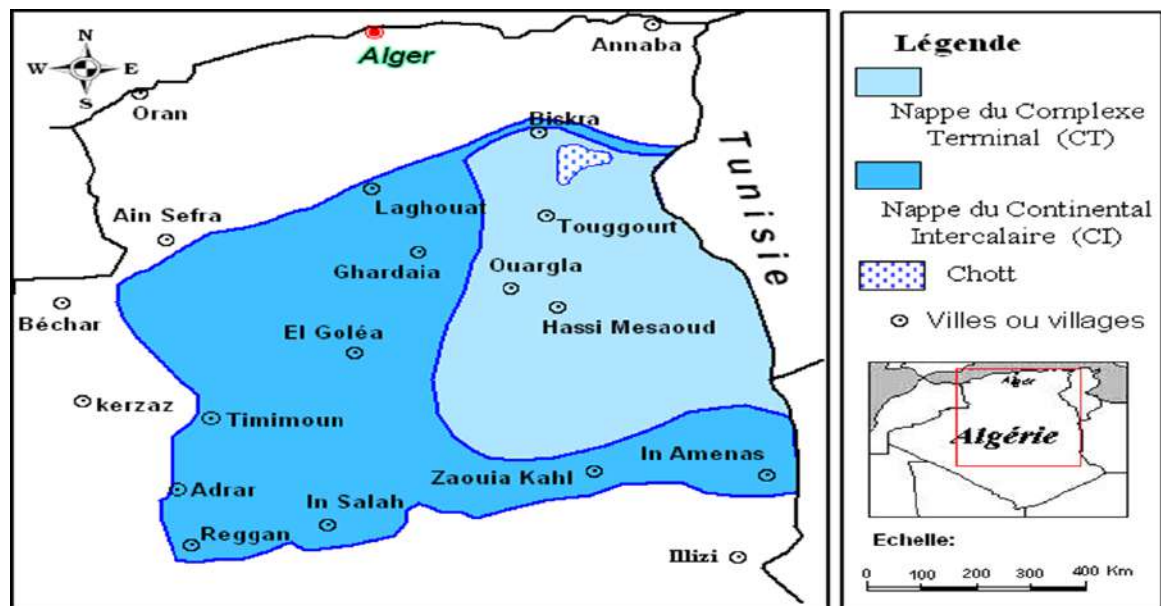 N
W E
S
Alger
Annaba
Oran
Biskra
Tunisie
Laghouat
Ain Sefra
Touggourt
Ghardaia
Ouargla
Béchar
Hassi Mesaoud
El Goléa
kerzaz
Timimoun
In Amenas
Zaouia Kahl
Adrar
In Salah
Reggan
Illizi
Légende
Nappe du Complexe
Terminal (CT)
Nappe du Continental
Intercalaire (CI)
Chott
Villes ou villages
Alger
Algérie
Echelle:
0 100 200 300 400 Km